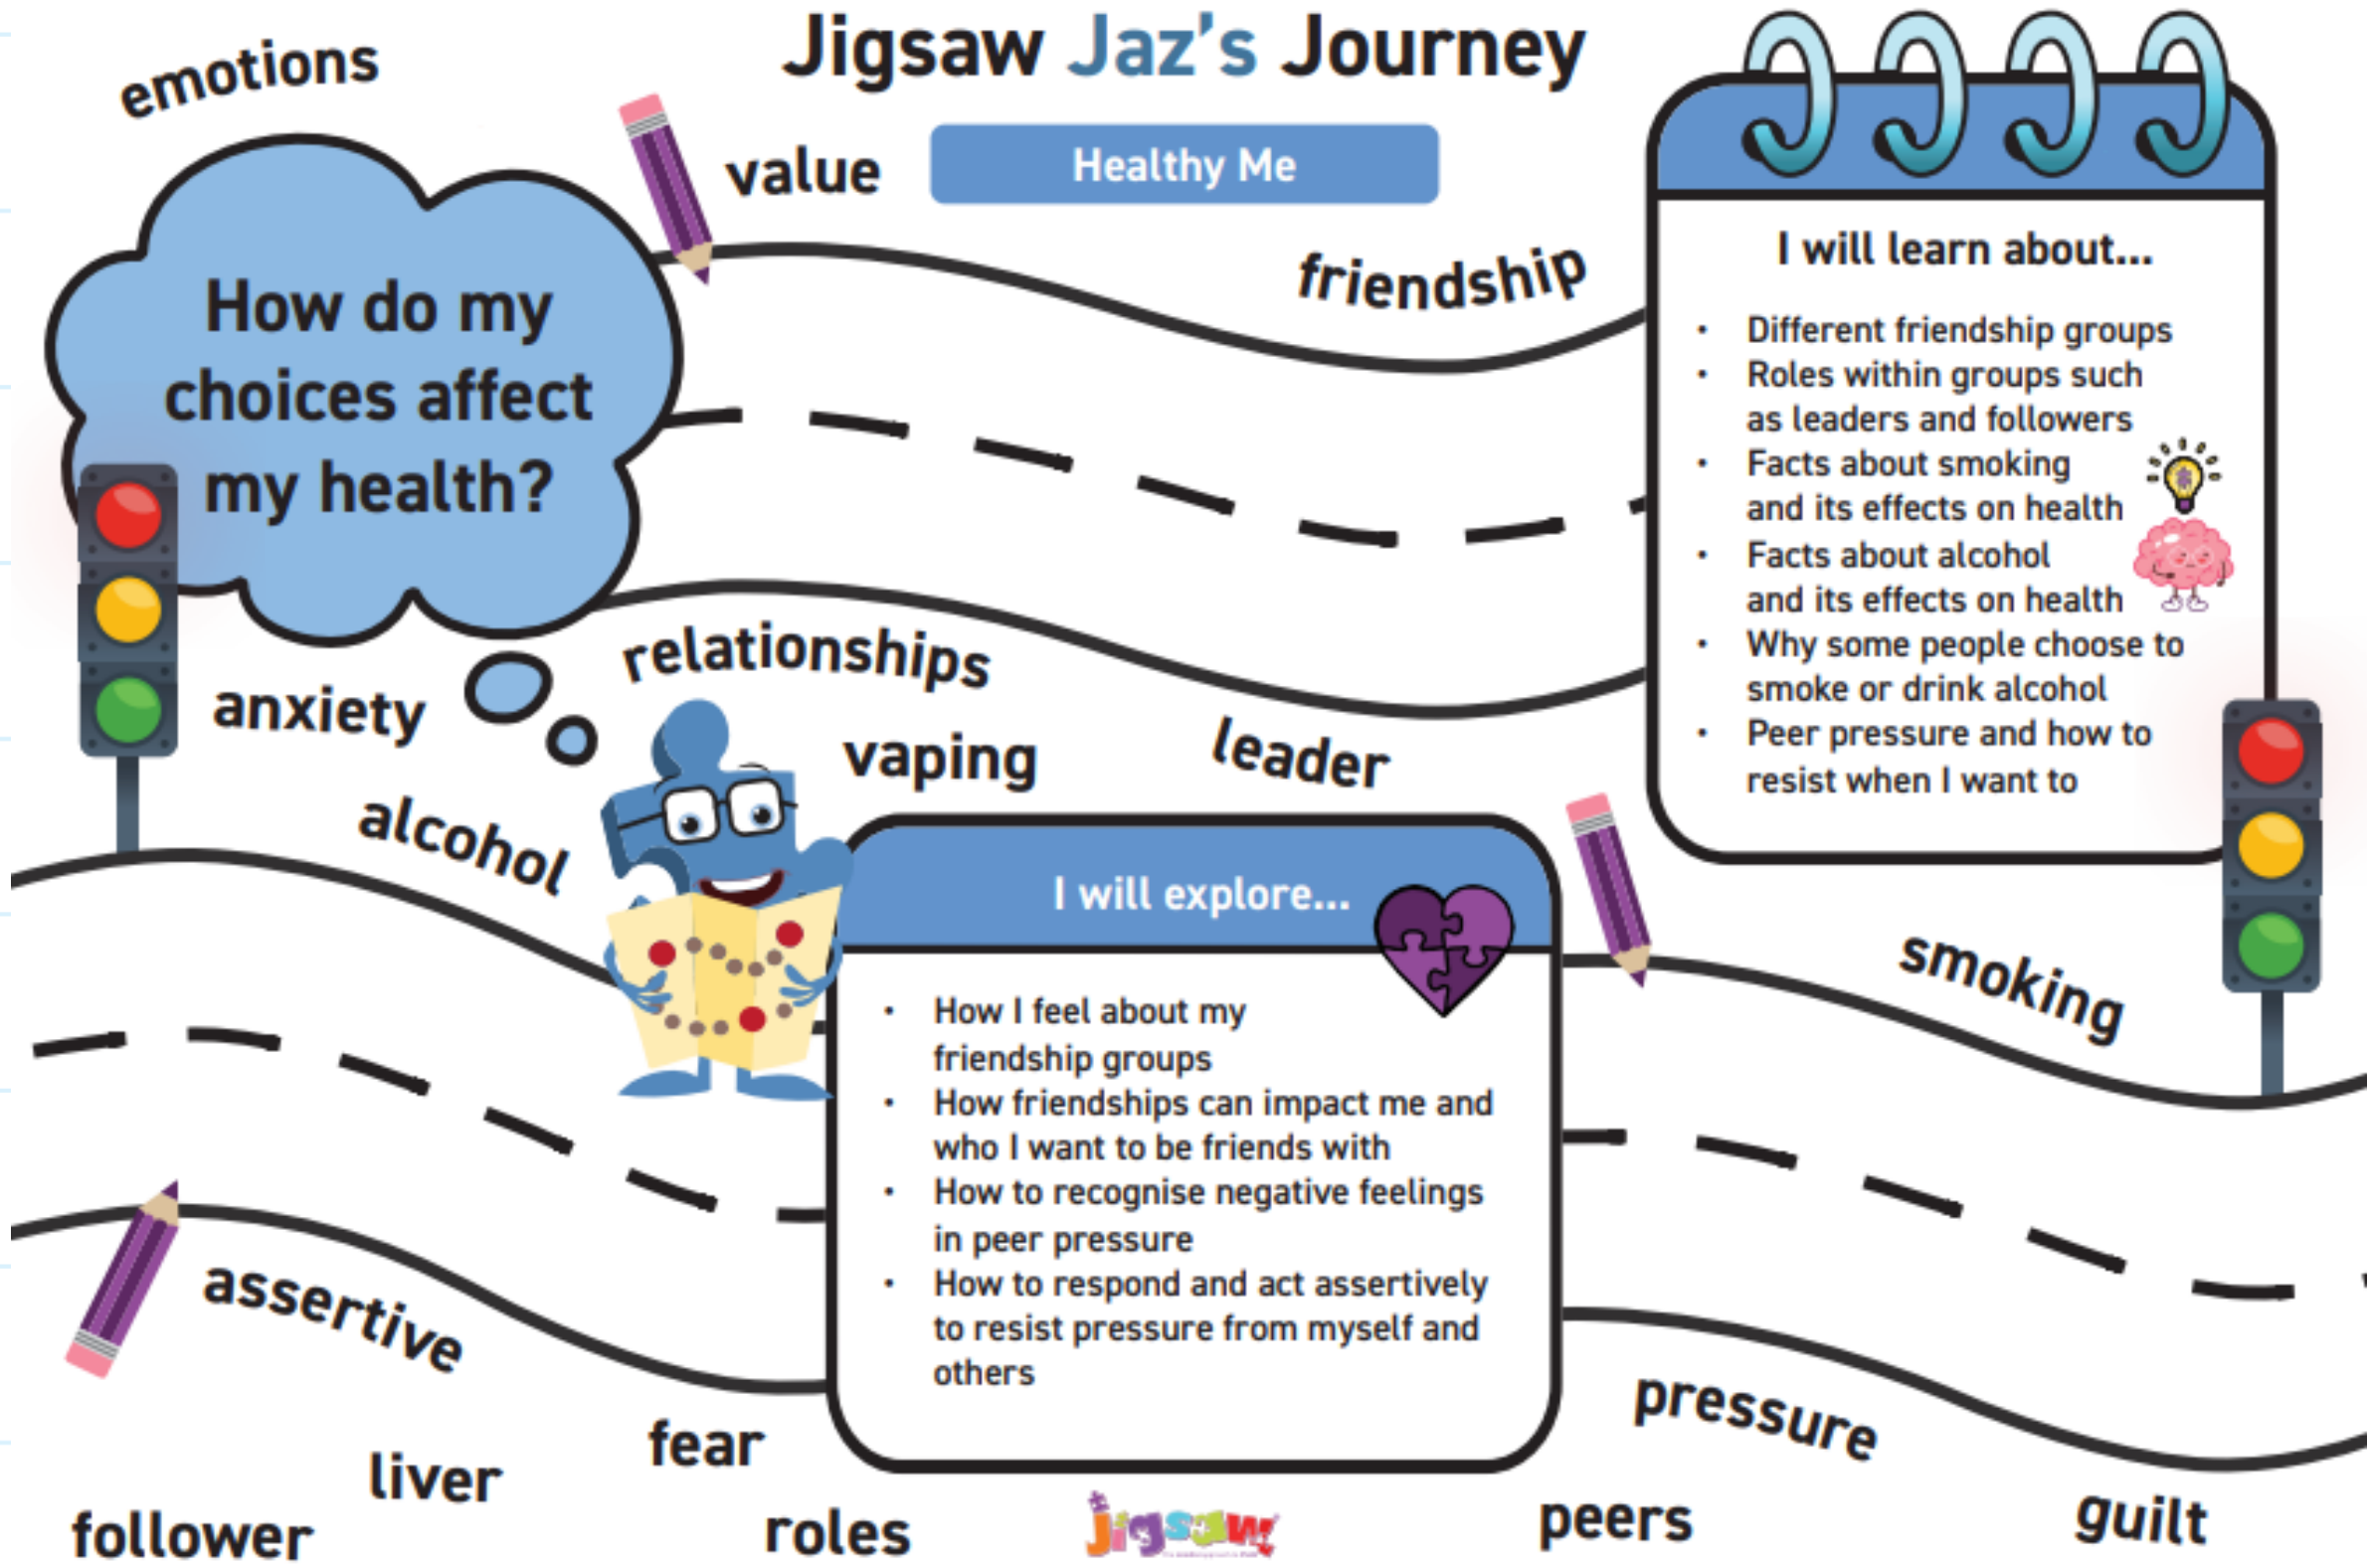 Jigsaw Jaz's Journey
emotions
value
Healthy Me
friendship
How do my
choices affect
my health?
I will learn about...
• Different friendship groups
• Roles within groups such
as leaders and followers
• Facts about smoking
and its effects on health
• Facts about alcohol
and its effects on health
• Why some people choose to
smoke or drink alcohol
• Peer pressure and how to
resist when I want to
relationships
anxiety
vaping
leader
alcohol
I will explore...
• How I feel about my
friendship groups
• How friendships can impact me and
who I want to be friends with
• How to recognise negative feelings
in peer pressure
• How to respond and act assertively
to resist pressure from myself and
others
smoking
assertive
pressure
fear
liver
follower
roles
jigsaw
peers
guilt